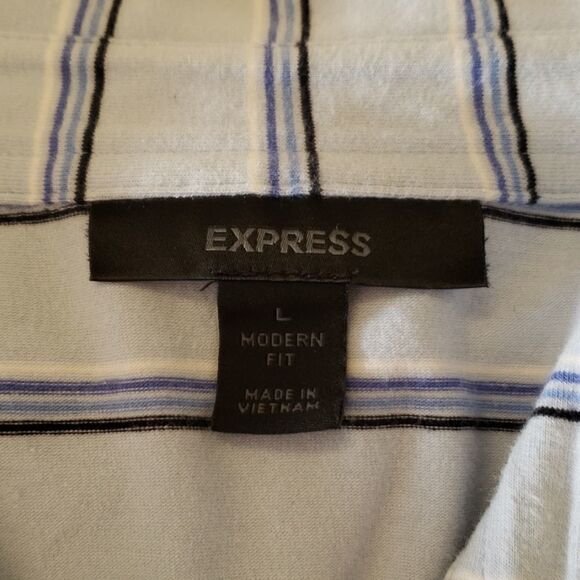 EXPRESS
L
MODERN
FIT
MADE IN
VIETNAM